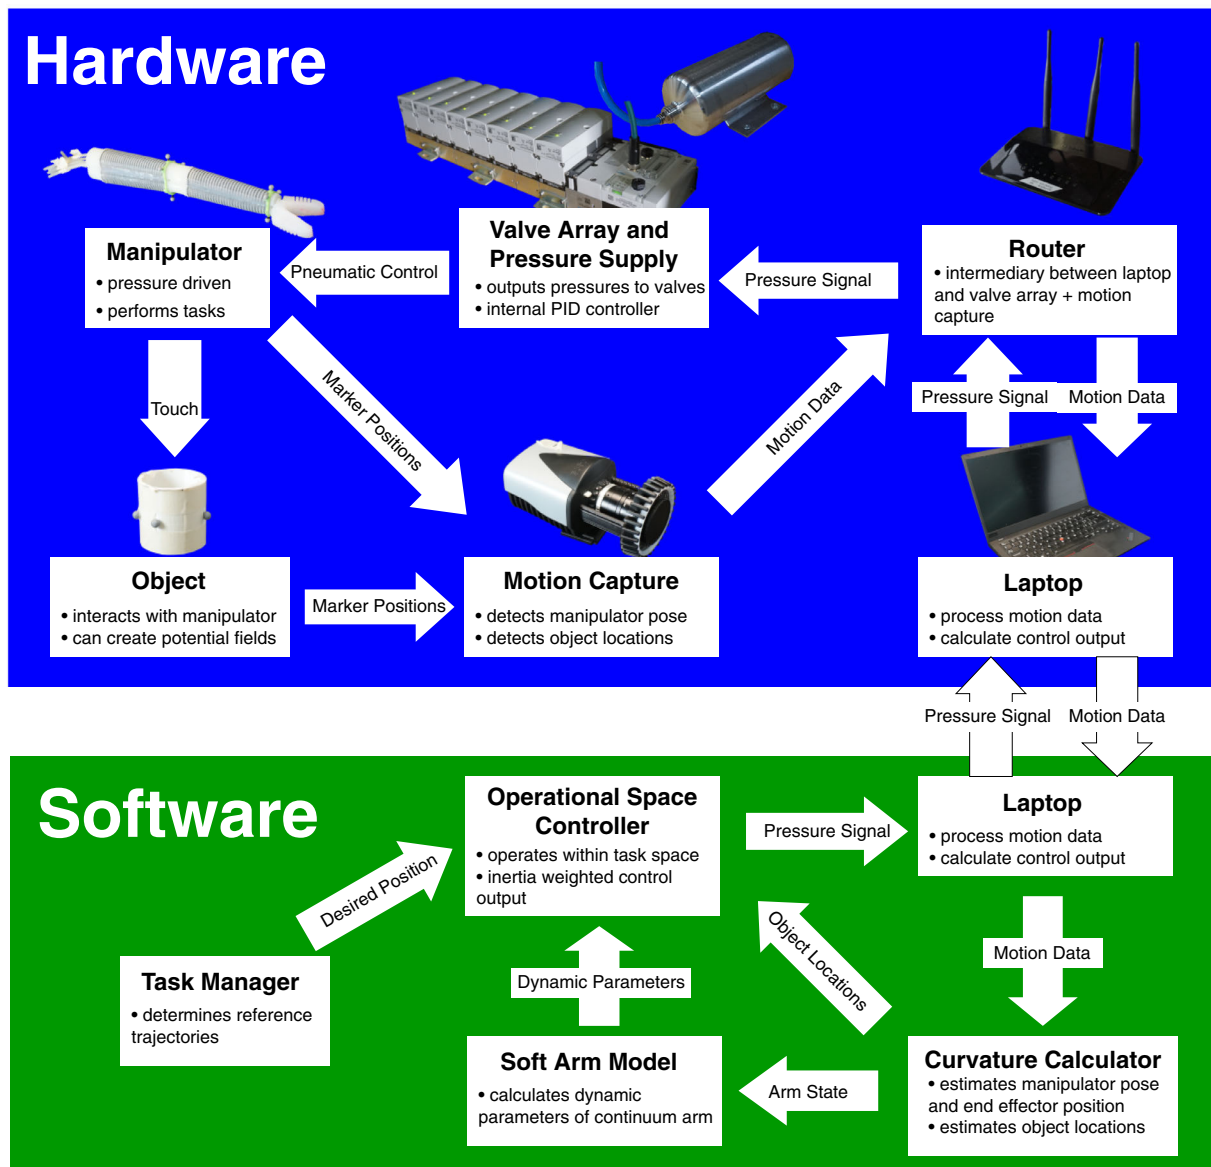 Hardware
Manipulator
• pressure driven
• performs tasks
Pneumatic Control
Valve Array and
Pressure Supply
• outputs pressures to valves
• internal PID controller
Pressure Signal
Router
• intermediary between laptop
and valve array + motion
capture
Touch
Marker Positions
Motion Data
Pressure Signal
Motion Data
Object
• interacts with manipulator
• can create potential fields
Marker Positions
Motion Capture
• detects manipulator pose
• detects object locations
Laptop
• process motion data
• calculate control output
Pressure Signal
Motion Data
Software
Operational Space
Controller
• operates within task space
• inertia weighted control
output
Pressure Signal
Laptop
• process motion data
• calculate control output
Desired Position
Task Manager
• determines reference
trajectories
Dynamic Parameters
Object Locations
Motion Data
Soft Arm Model
• calculates dynamic
parameters of continuum arm
Arm State
Curvature Calculator
• estimates manipulator pose
and end effector position
• estimates object locations